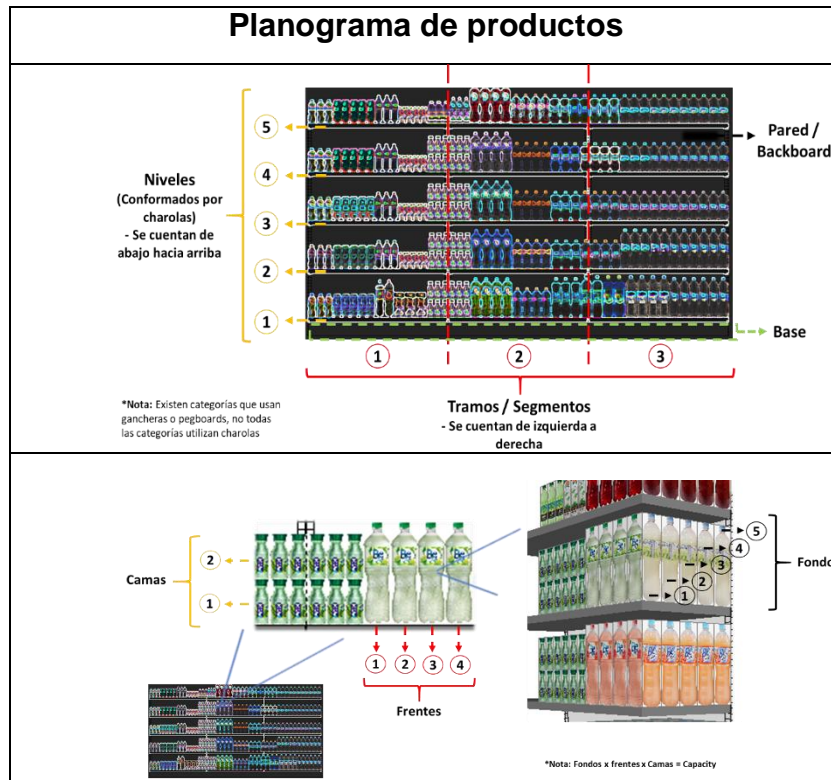 Planograma de productos
5
4
3
2
1
Niveles
(Conformados por
charolas)
- Se cuentan de
abajo hacia arriba
Pared /
Backboard
Base
1
2
3
*Nota: Existen categorías que usan
gancheras o pegboards, no todas
las categorías utilizan charolas
Tramos / Segmentos
- Se cuentan de izquierda a
derecha
Camas
2
1
1
2
3
4
Frentes
5
4
3
2
1
Fondo
*Nota: Fondos x frentes x Camas = Capacity